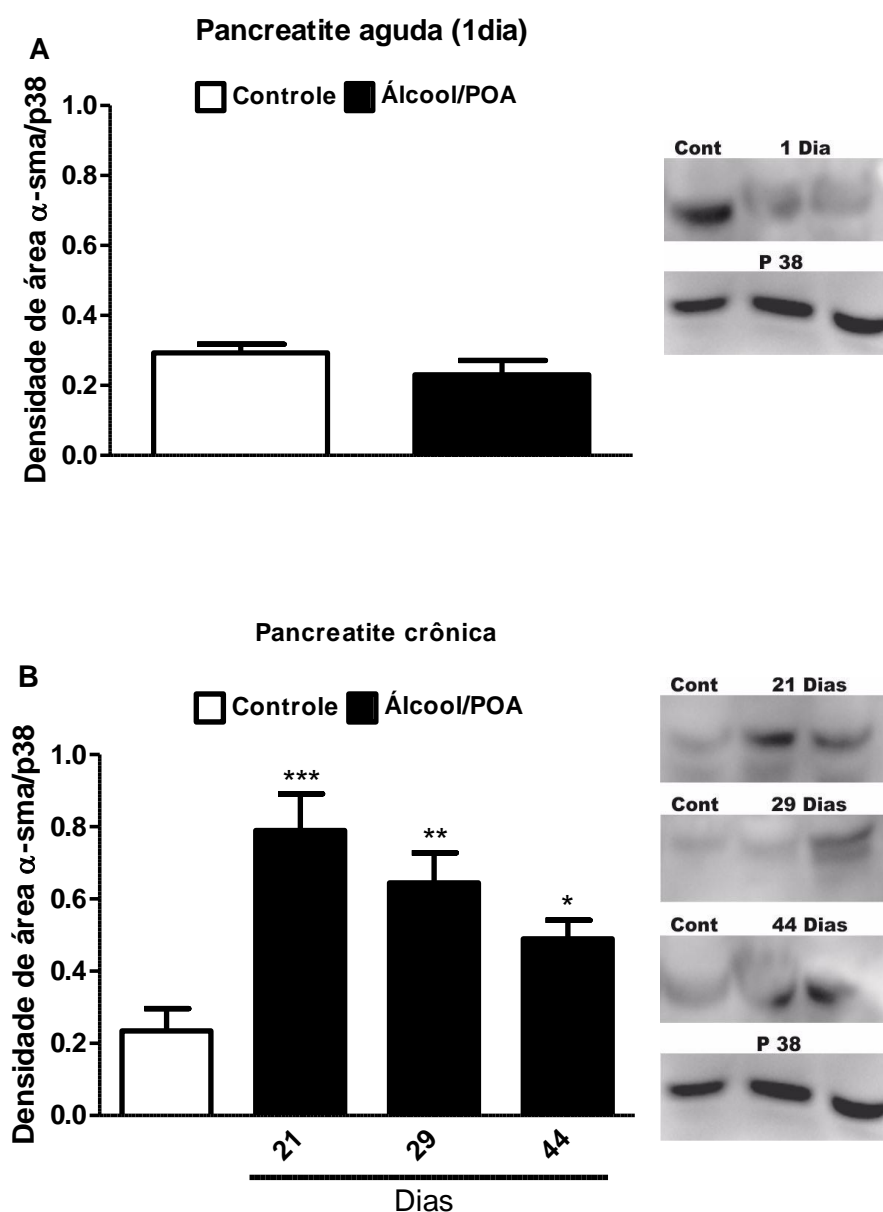 Pancreatite aguda (1dia)
A
Controle Álcool/POA
Densidade de área α-sma/p38
1.0
0.8
0.6
0.4
0.2
0.0
Cont 1 Dia
P 38
Pancreatite crônica
B
Controle Álcool/POA
Densidade de área α-sma/p38
1.0
0.8
0.6
0.4
0.2
0.0
***
**
*
21 29 44
Dias
Cont 21 Dias
Cont 29 Dias
Cont 44 Dias
P 38